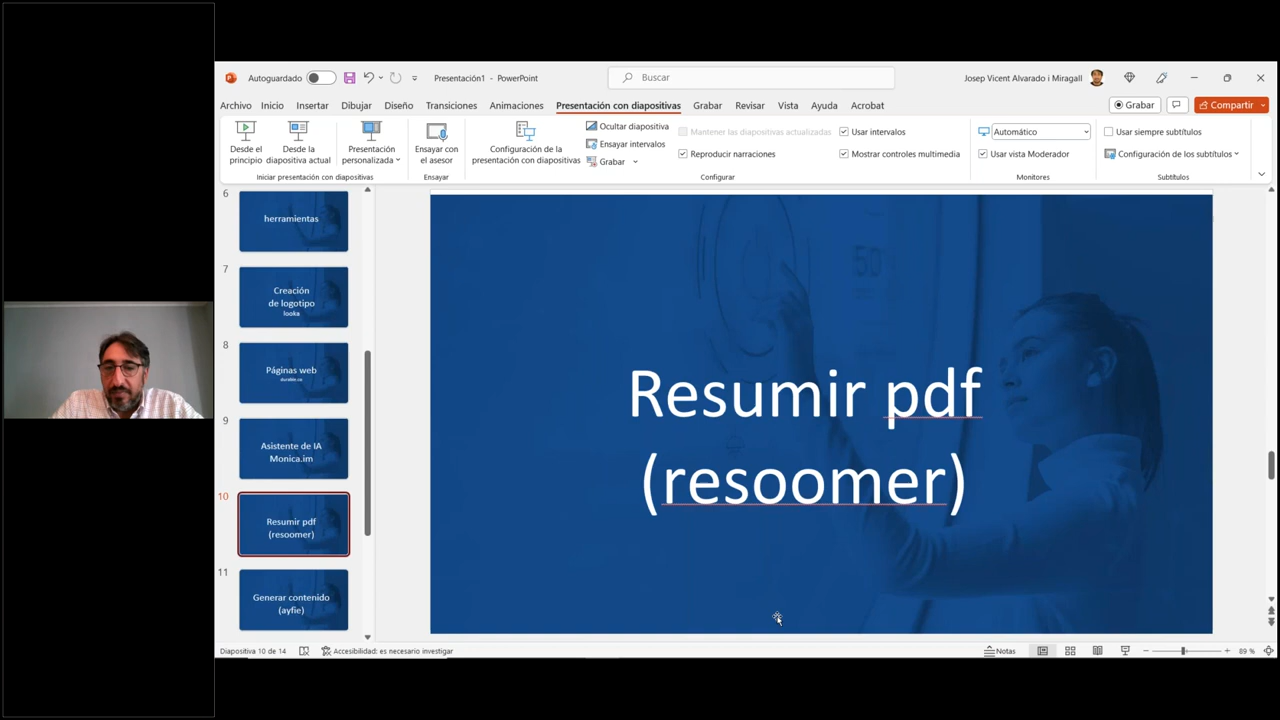 Autoguardado
Presentación1 - PowerPoint
Buscar
Josep Vicent Alvarado i Miragall
Archivo Inicio Insertar Dibujar Diseño Transiciones Animaciones Presentación con diapositivas Grabar Revisar Vista Ayuda Acrobat
Grabar
Compartir
Desde el principio
Desde la diapositiva actual
Presentación personalizada
Iniciar presentación con diapositivas
Ensayar con el asesor
Ensayar
Configuración de la presentación con diapositivas
Ocultar diapositiva
Ensayar intervalos
Grabar
Mantener las diapositivas actualizadas
Reproducir narraciones
Usar intervalos
Mostrar controles multimedia
Configurar
Automático
Usar vista Moderador
Monitores
Usar siempre subtítulos
Configuración de los subtítulos
Subtítulos
6
herramientas
7
Creación
de logotipo
looka
8
Páginas web
9
Asistente de IA
Monica.im
10
Resumir pdf
(resoomer)
11
Generar contenido
(ayfie)
50
Resumir pdf
(resoomer)
Diapositiva 10 de 14
Accesibilidad: es necesario investigar
Notas
89 %